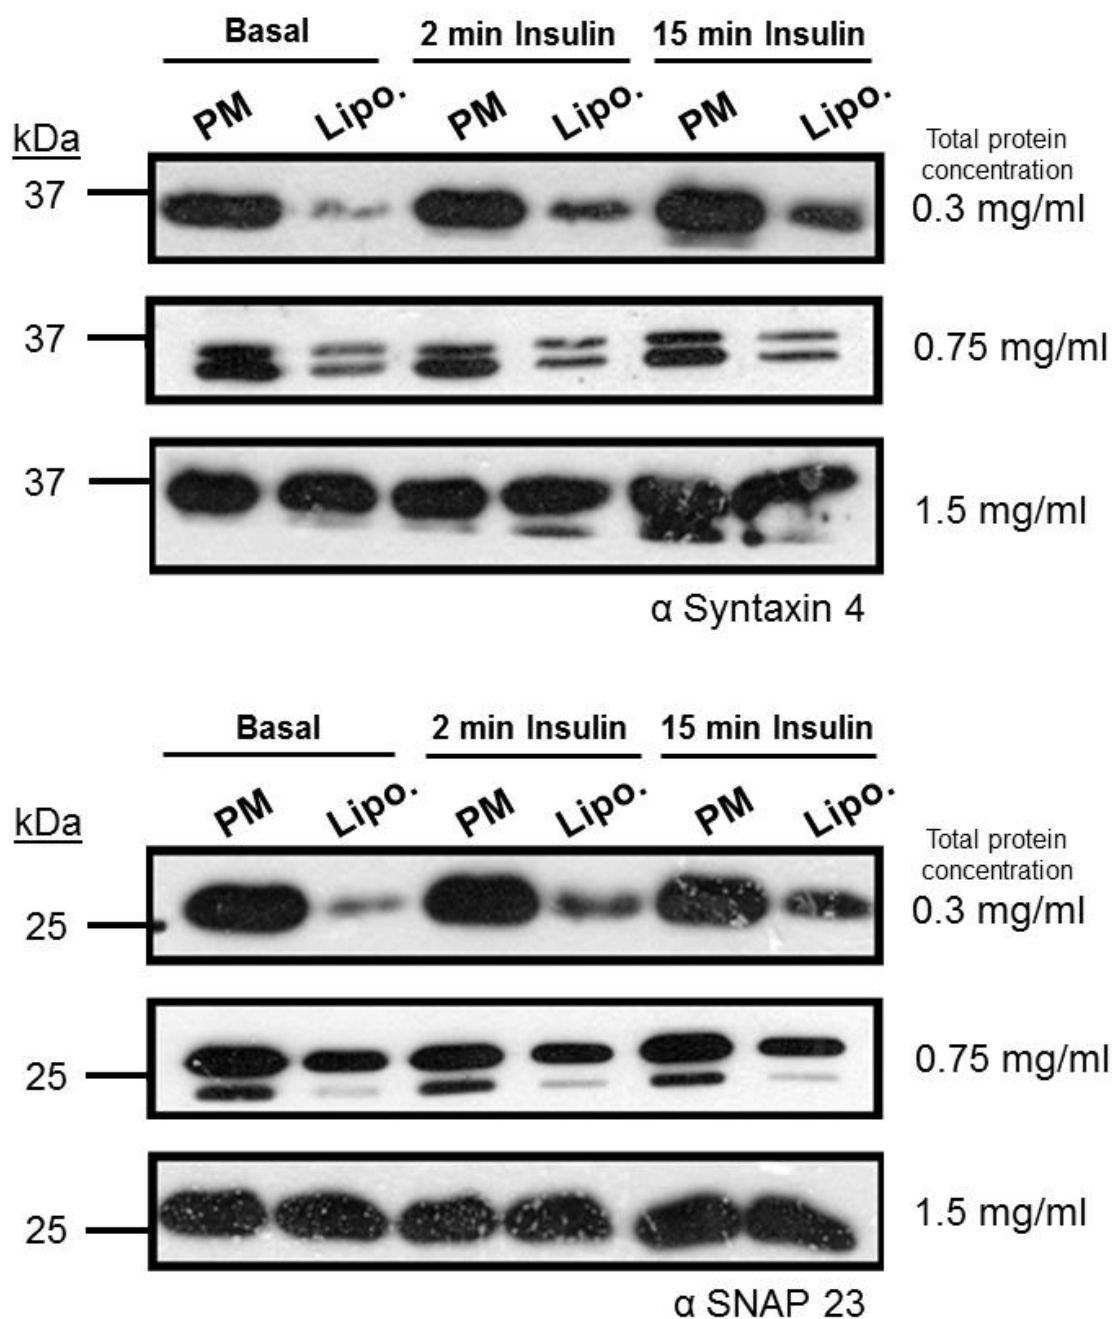 Basal 2 min Insulin 15 min Insulin
PM Lipo. PM Lipo. PM Lipo.
kDa
Total protein
concentration
37 0.3 mg/ml
37 0.75 mg/ml
37 1.5 mg/ml
α Syntaxin 4
Basal 2 min Insulin 15 min Insulin
PM Lipo. PM Lipo. PM Lipo.
kDa
Total protein
concentration
25 0.3 mg/ml
25 0.75 mg/ml
25 1.5 mg/ml
α SNAP 23